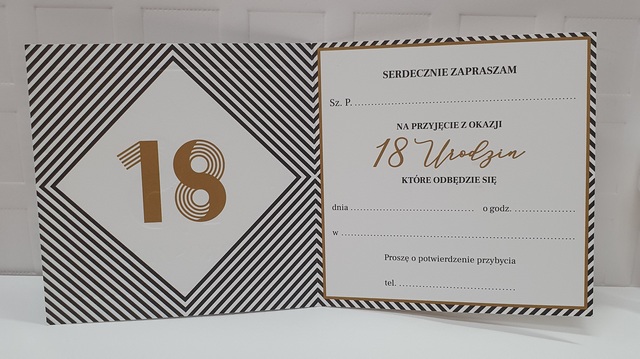 18
SERDECZNIE ZAPRASZAM
Sz. P. ........................................................
NA PRZYJĘCIE Z OKAZJI
18 Urodzin
KTÓRE ODBĘDZIE SIĘ
dnia ................................ o godz. ................
w ............................................................
Proszę o potwierdzenie przybycia
tel. ..............................